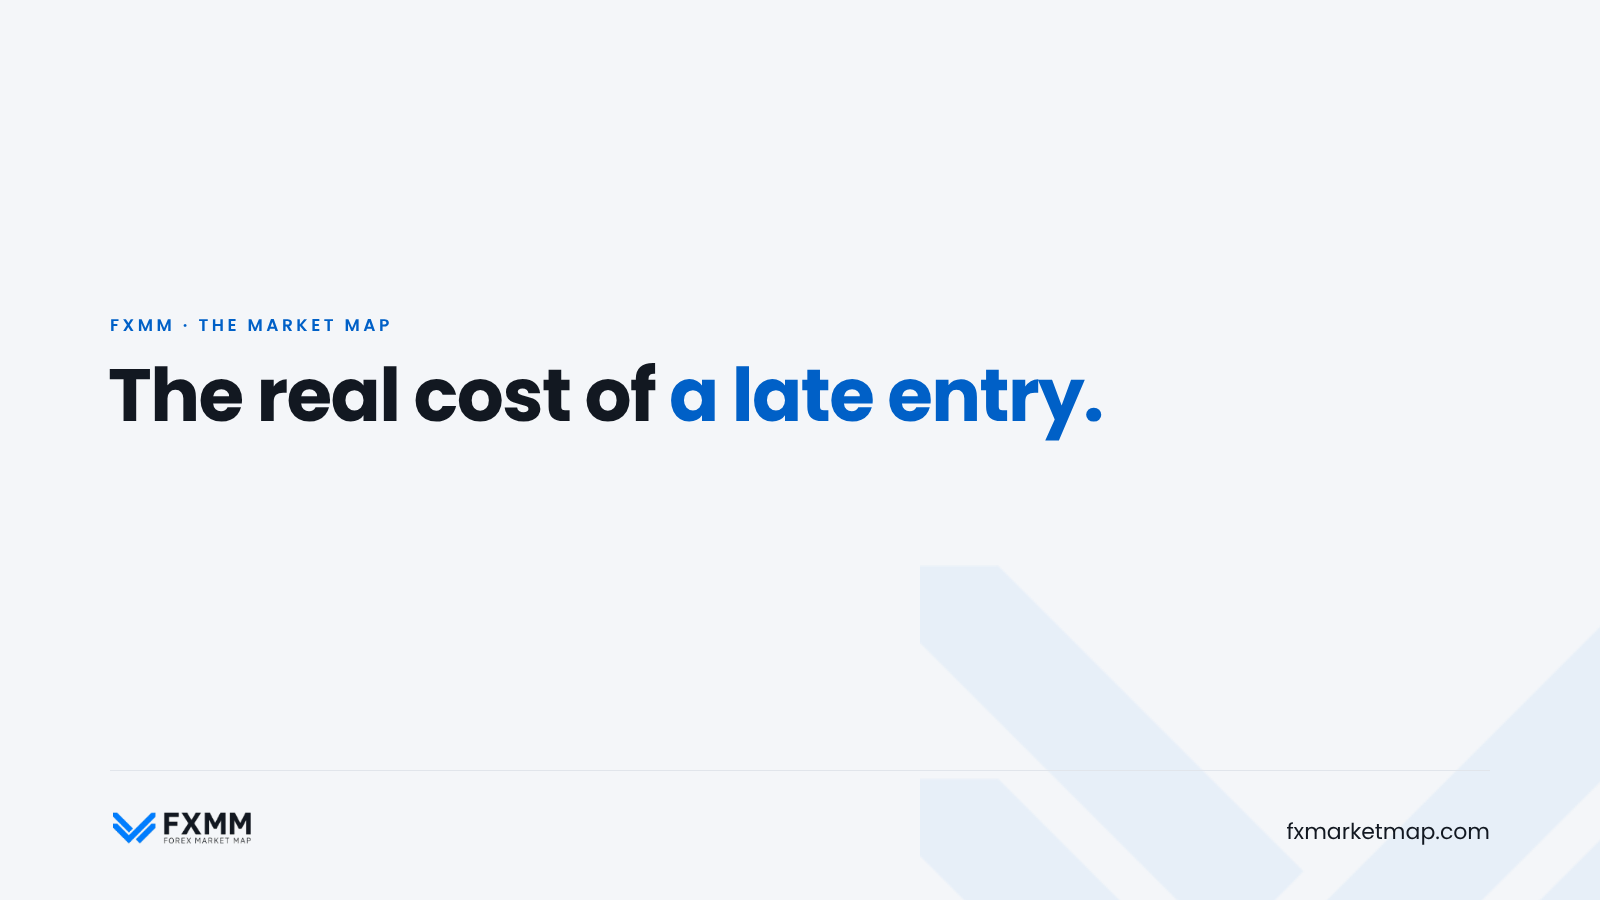 FXMM · THE MARKET MAP
The real cost of a late entry.
FXMM
FOREX MARKET MAP
fxmarketmap.com